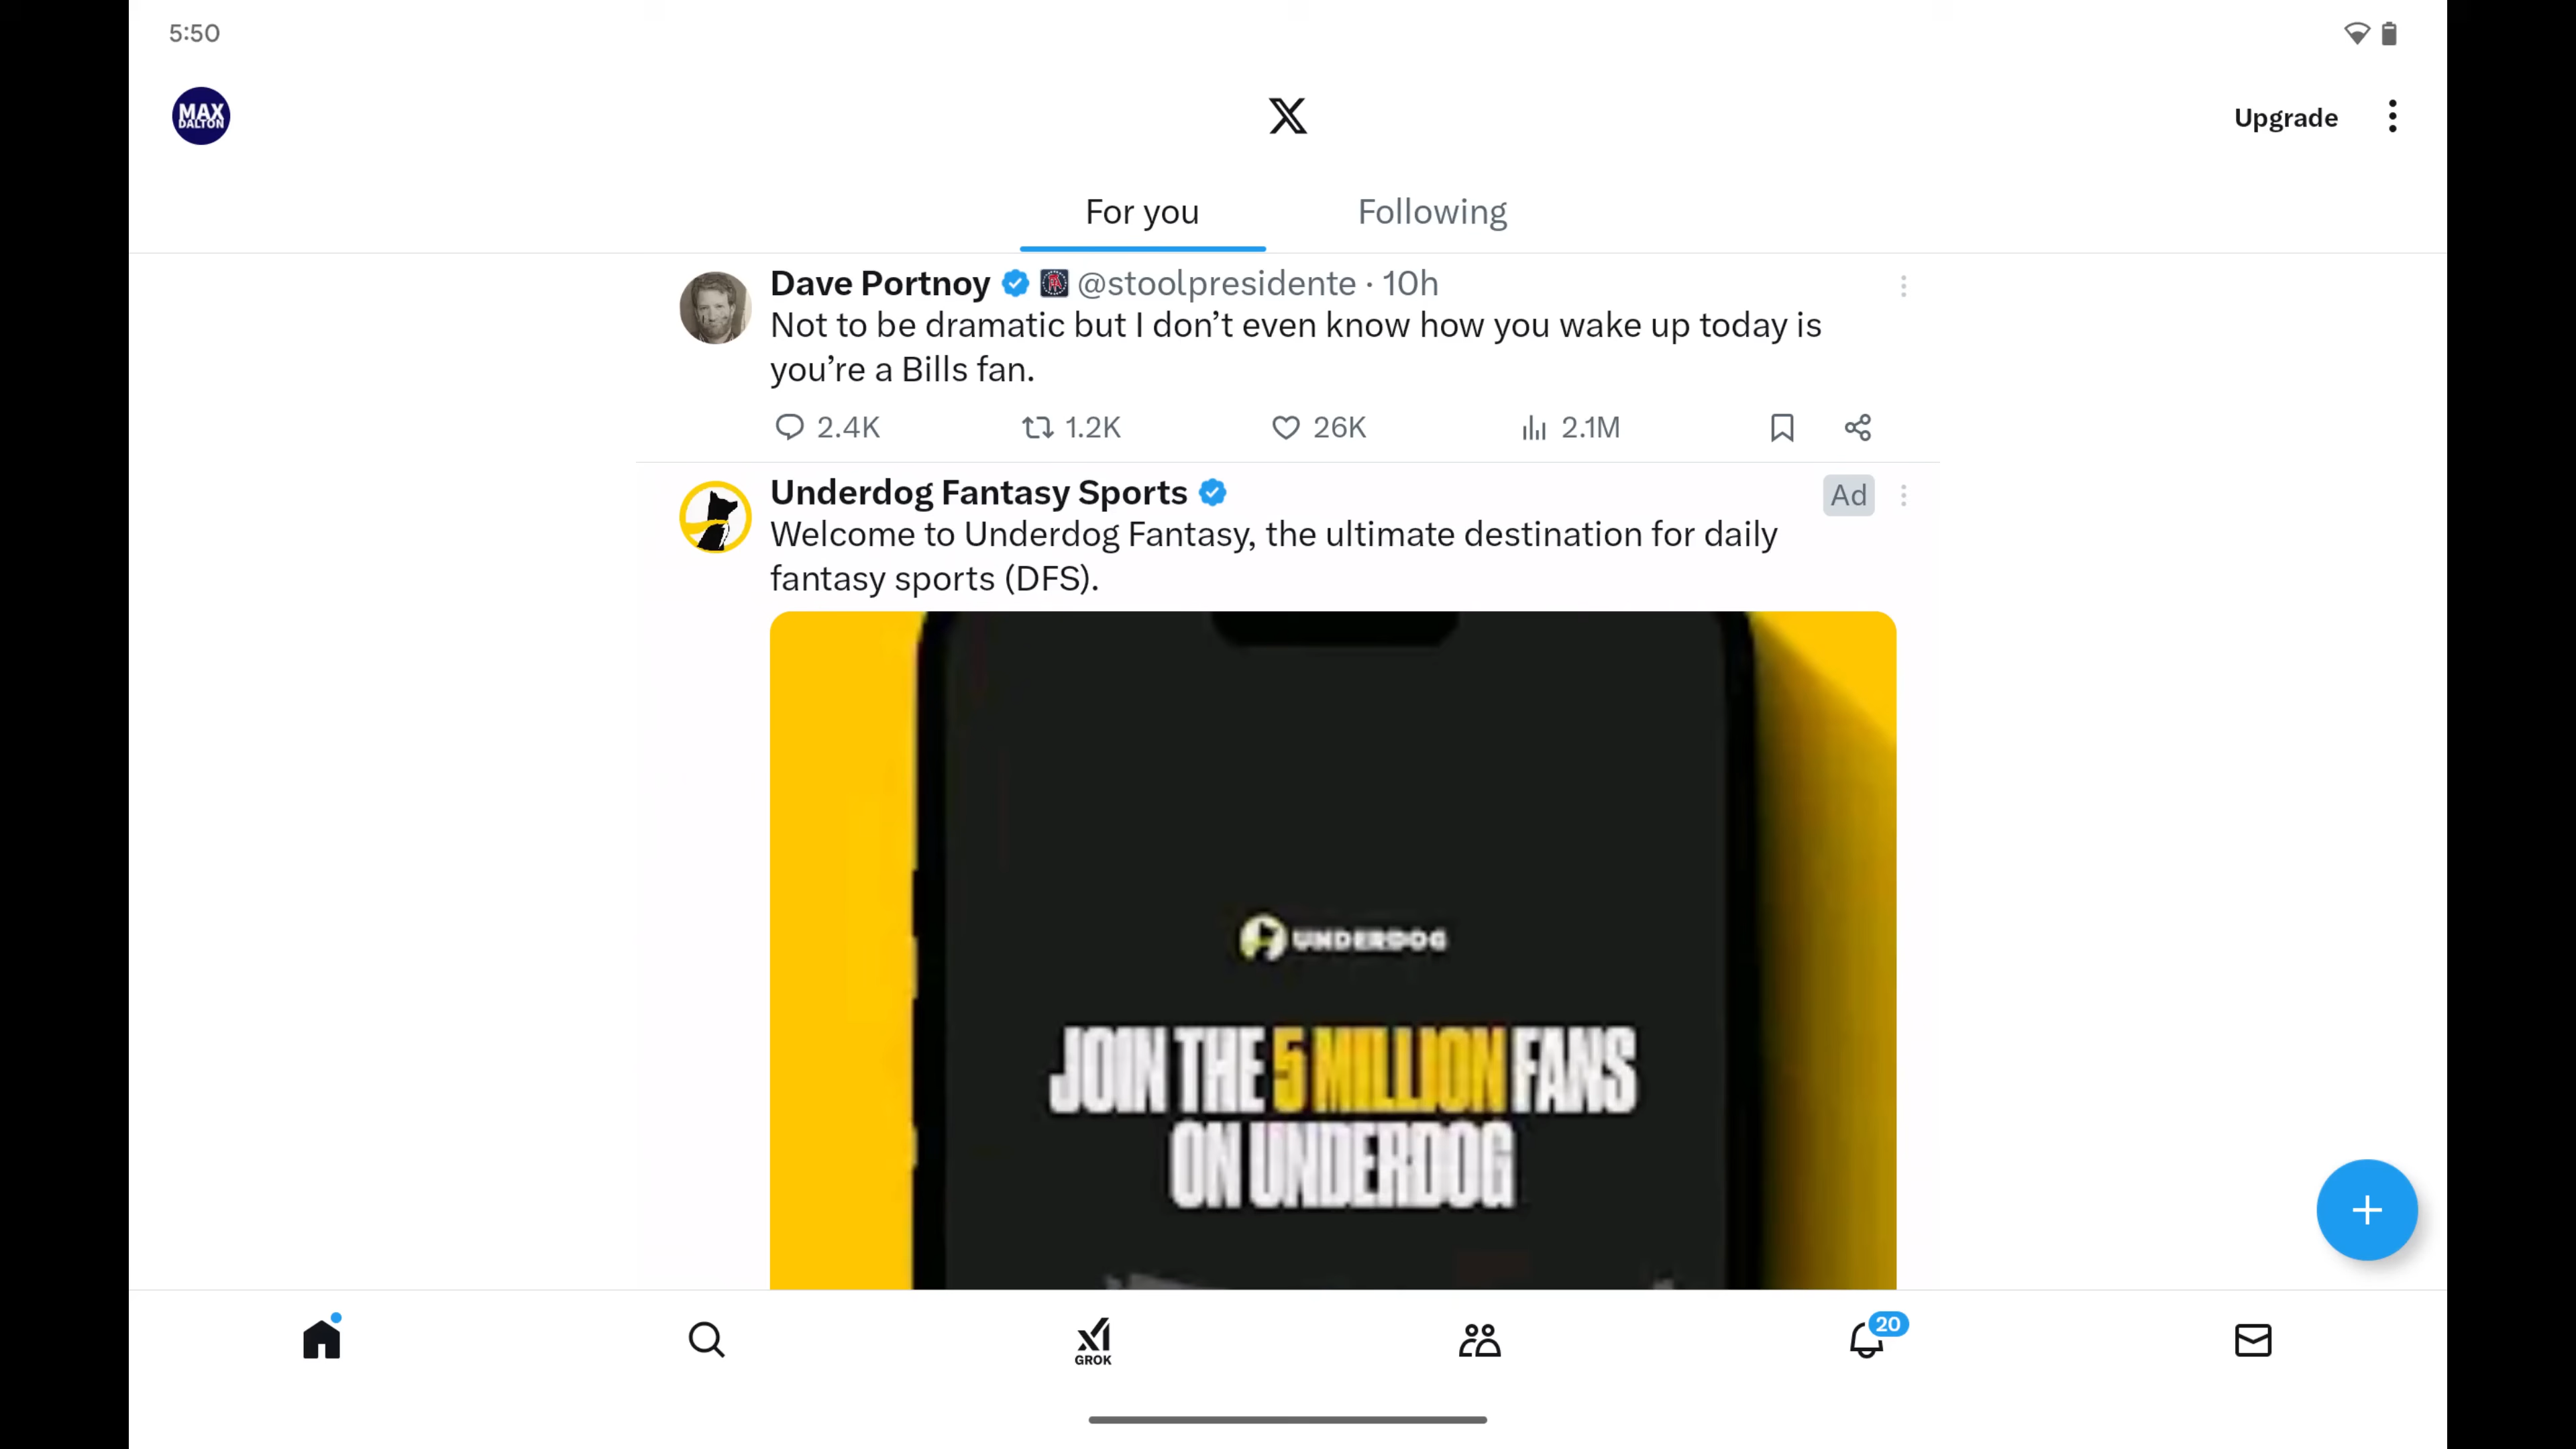 5:50
MAX
DALTON
Upgrade
For you
Following
Dave Portnoy @stoolpresidente · 10h
Not to be dramatic but I don’t even know how you wake up today is
you’re a Bills fan.
2.4K
1.2K
26K
2.1M
Underdog Fantasy Sports
Ad
Welcome to Underdog Fantasy, the ultimate destination for daily
fantasy sports (DFS).
UNDERDOG
JOIN THE 5 MILLION FANS
ON UNDERDOG
GROK
20